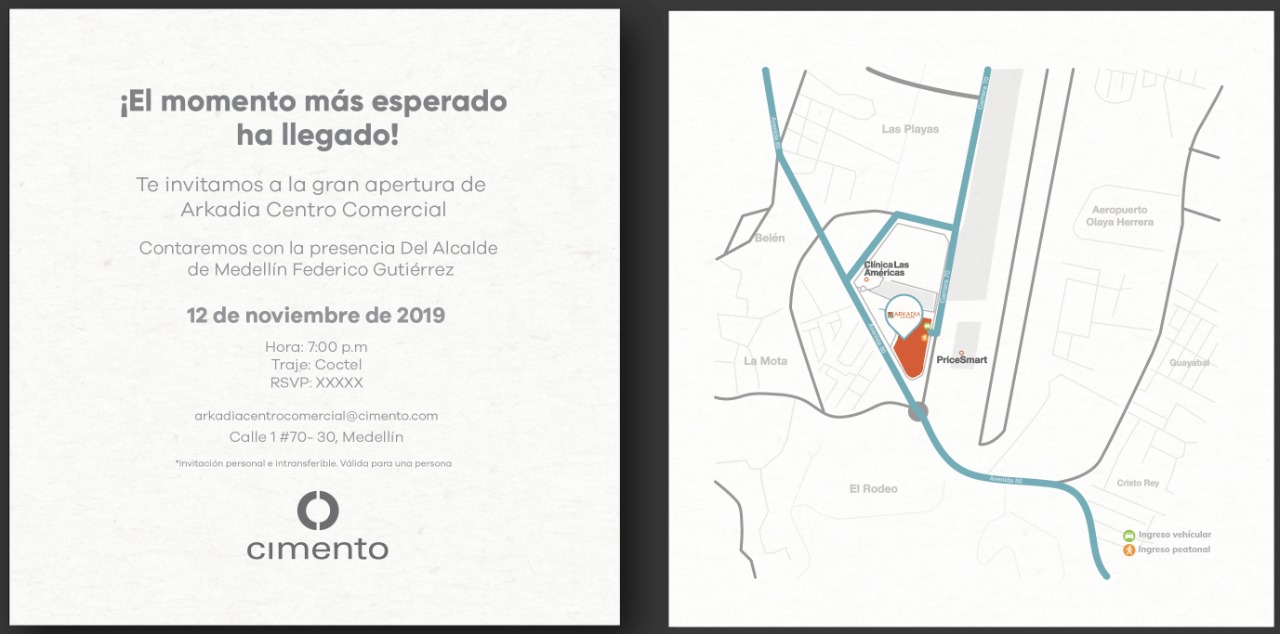 ¡El momento más esperado
ha llegado!
Te invitamos a la gran apertura de
Arkadia Centro Comercial
Contaremos con la presencia Del Alcalde
de Medellín Federico Gutiérrez
12 de noviembre de 2019
Hora: 7:00 p.m
Traje: Coctel
RSVP: XXXXX
arkadiacentrocomercial@cimento.com
Calle 1 #70- 30, Medellín
*Invitación personal e intransferible. Válida para una persona
cimento
Avenida 80
Carrera 70
Las Playas
Aeropuerto
Olaya Herrera
Belén
Clínica Las
Américas
Carrera 70
ARKADIA
Avenida 80
PriceSmart
La Mota
Guayabal
Avenida 80
El Rodeo
Cristo Rey
Ingreso vehícular
Ingreso peatonal